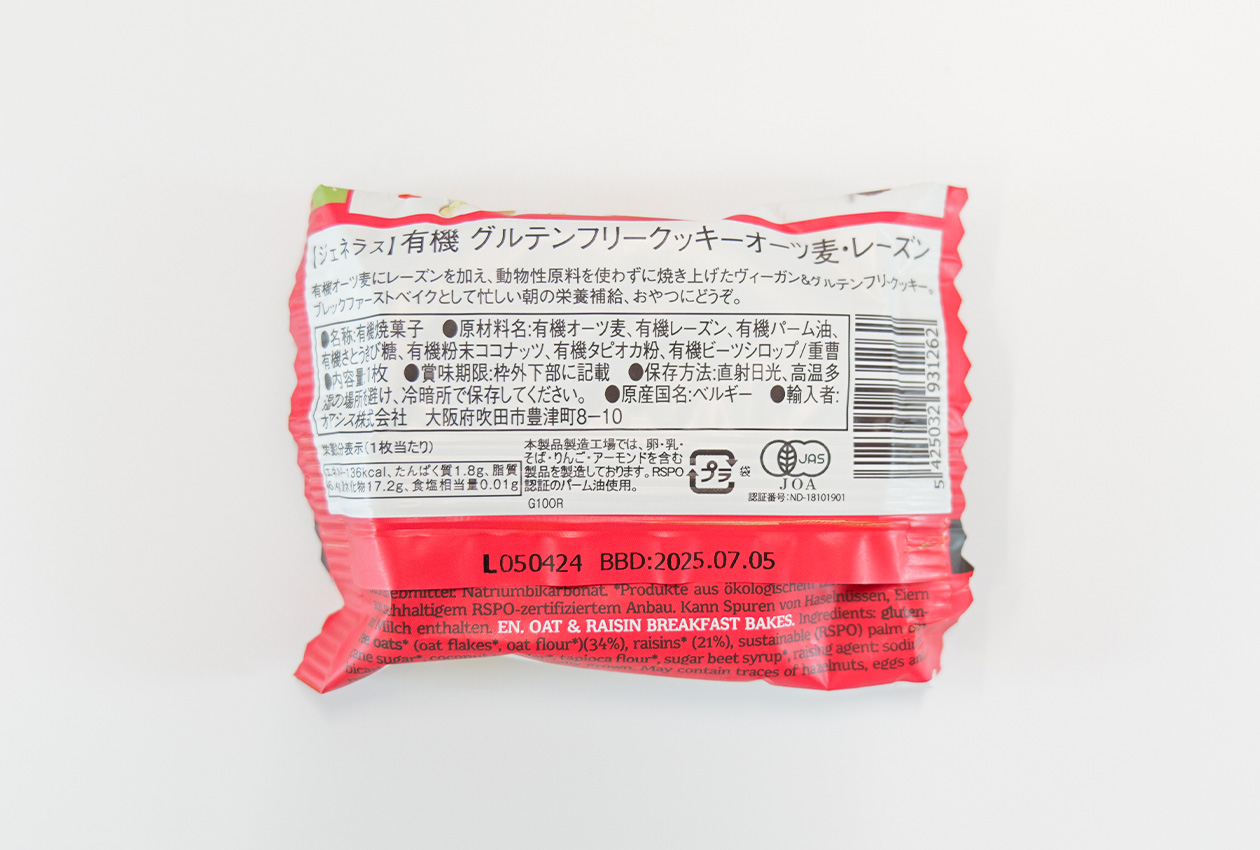 【ジェネラス】有機 グルテンフリークッキーオーツ麦・レーズン
有機オーツ麦にレーズンを加え、動物性原料を使わずに焼き上げたヴィーガン&グルテンフリークッキー。
ブレックファーストベイクとして忙しい朝の栄養補給、おやつにどうぞ。
●名称:有機焼菓子 ●原材料名:有機オーツ麦、有機レーズン、有機パーム油、
有機さとうきび糖、有機粉末ココナッツ、有機タピオカ粉、有機ビーツシロップ/重曹
●内容量:1枚 ●賞味期限:枠外下部に記載 ●保存方法:直射日光、高温多
湿の場所を避け、冷暗所で保存してください。 ●原産国名:ベルギー ●輸入者:
オアシス株式会社 大阪府吹田市豊津町8-10
成分表示(1枚当たり)
136kcal、たんぱく質1.8g、脂質
炭水化物17.2g、食塩相当量0.01g
本製品製造工場では、卵・乳・
そば・りんご・アーモンドを含む
製品を製造しております。RSPO
認証のパーム油使用。
G100R
プラ 袋
JAS
JOA
認証番号:ND-18101901
5 425032 931262
L050424 BBD:2025.07.05
Natriumbikarbonat. *Produkte aus ökologischem
nachhaltigem RSPO-zertifiziertem Anbau. Kann Spuren von Haselnüssen, Eiern
Milch enthalten. EN. OAT & RAISIN BREAKFAST BAKES. Ingredients: gluten-
oats* (oat flakes*, oat flour*)(34%), raisins* (21%), sustainable (RSPO) palm
cane sugar*, tapioca flour*, sugar beet syrup*, raising agent:
May contain traces of hazelnuts, eggs